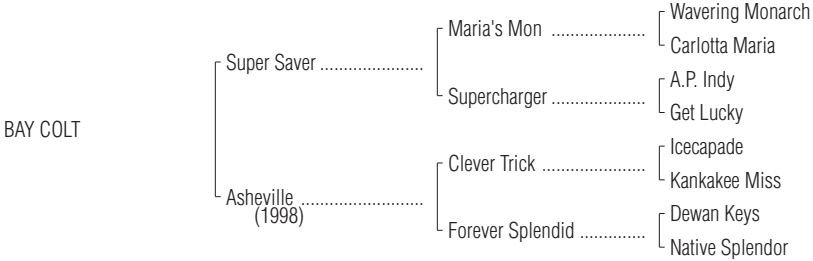 Wavering Monarch
Maria's Mon ....................
Carlotta Maria
Super Saver ......................
A.P. Indy
Supercharger ....................
Get Lucky
BAY COLT
Icecapade
Clever Trick ......................
Kankakee Miss
Asheville ..........................
(1998)
Dewan Keys
Forever Splendid ..............
Native Splendor